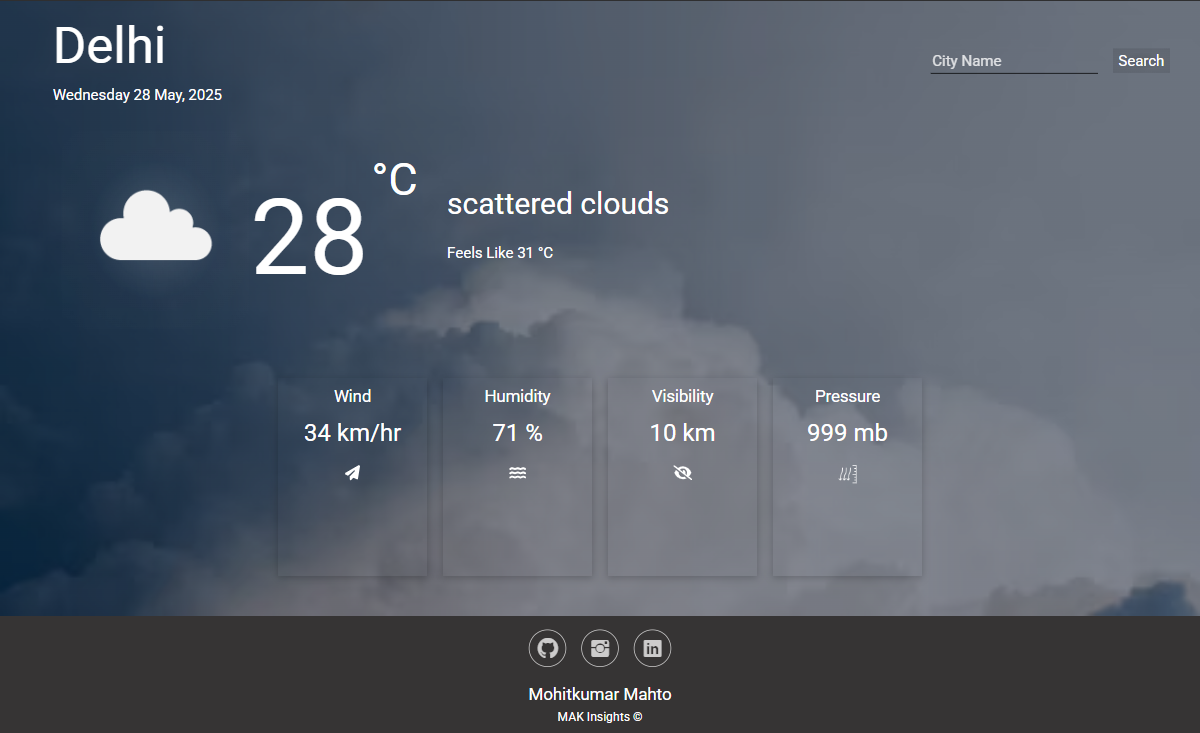 Delhi
Wednesday 28 May, 2025
City Name
Search
28 °C
scattered clouds
Feels Like 31 °C
Wind
34 km/hr
Humidity
71 %
Visibility
10 km
Pressure
999 mb
in
Mohitkumar Mahto
MAK Insights ©